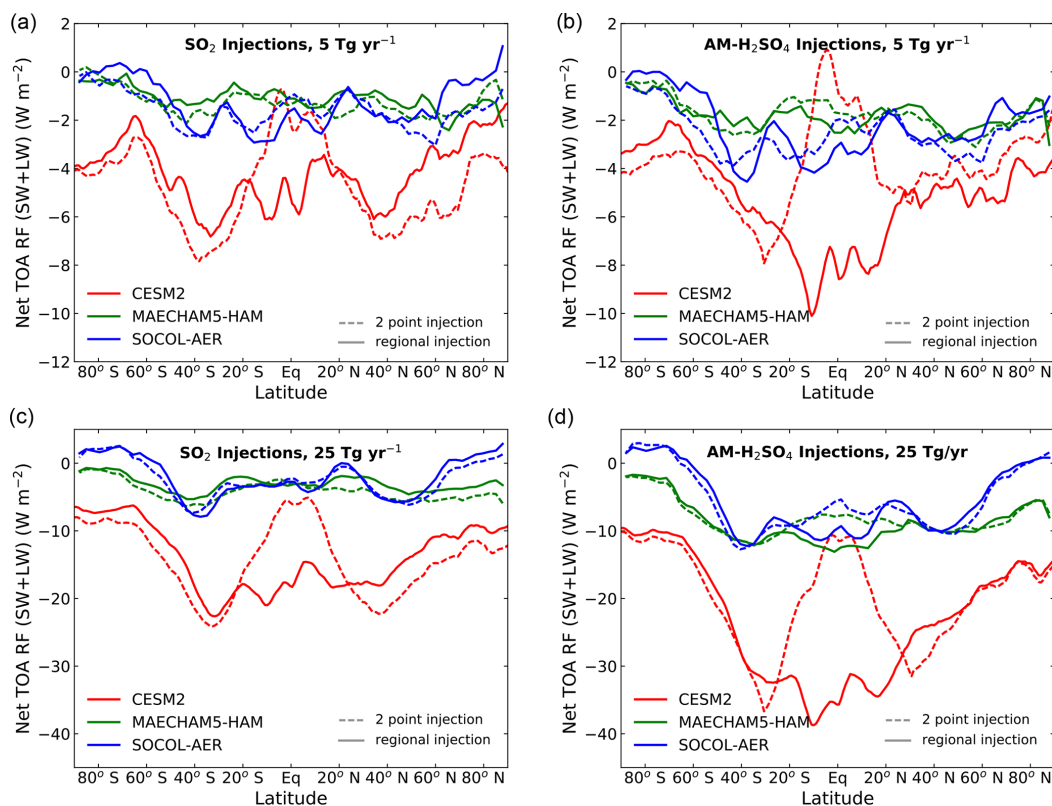 (a)
SO₂ Injections, 5 Tg yr⁻¹
Net TOA RF (SW+LW) (W m⁻²)
2
0
−2
−4
−6
−8
−10
−12
CESM2
MAECHAM5-HAM
SOCOL-AER
2 point injection
regional injection
80° S 60° S 40° S 20° S Eq 20° N 40° N 60° N 80° N
Latitude
(b)
AM-H₂SO₄ Injections, 5 Tg yr⁻¹
Net TOA RF (SW+LW) (W m⁻²)
2
0
−2
−4
−6
−8
−10
−12
CESM2
MAECHAM5-HAM
SOCOL-AER
2 point injection
regional injection
80° S 60° S 40° S 20° S Eq 20° N 40° N 60° N 80° N
Latitude
(c)
SO₂ Injections, 25 Tg yr⁻¹
Net TOA RF (SW+LW) (W m⁻²)
0
−10
−20
−30
−40
CESM2
MAECHAM5-HAM
SOCOL-AER
2 point injection
regional injection
80° S 60° S 40° S 20° S Eq 20° N 40° N 60° N 80° N
Latitude
(d)
AM-H₂SO₄ Injections, 25 Tg/yr
Net TOA RF (SW+LW) (W m⁻²)
0
−10
−20
−30
−40
CESM2
MAECHAM5-HAM
SOCOL-AER
2 point injection
regional injection
80° S 60° S 40° S 20° S Eq 20° N 40° N 60° N 80° N
Latitude